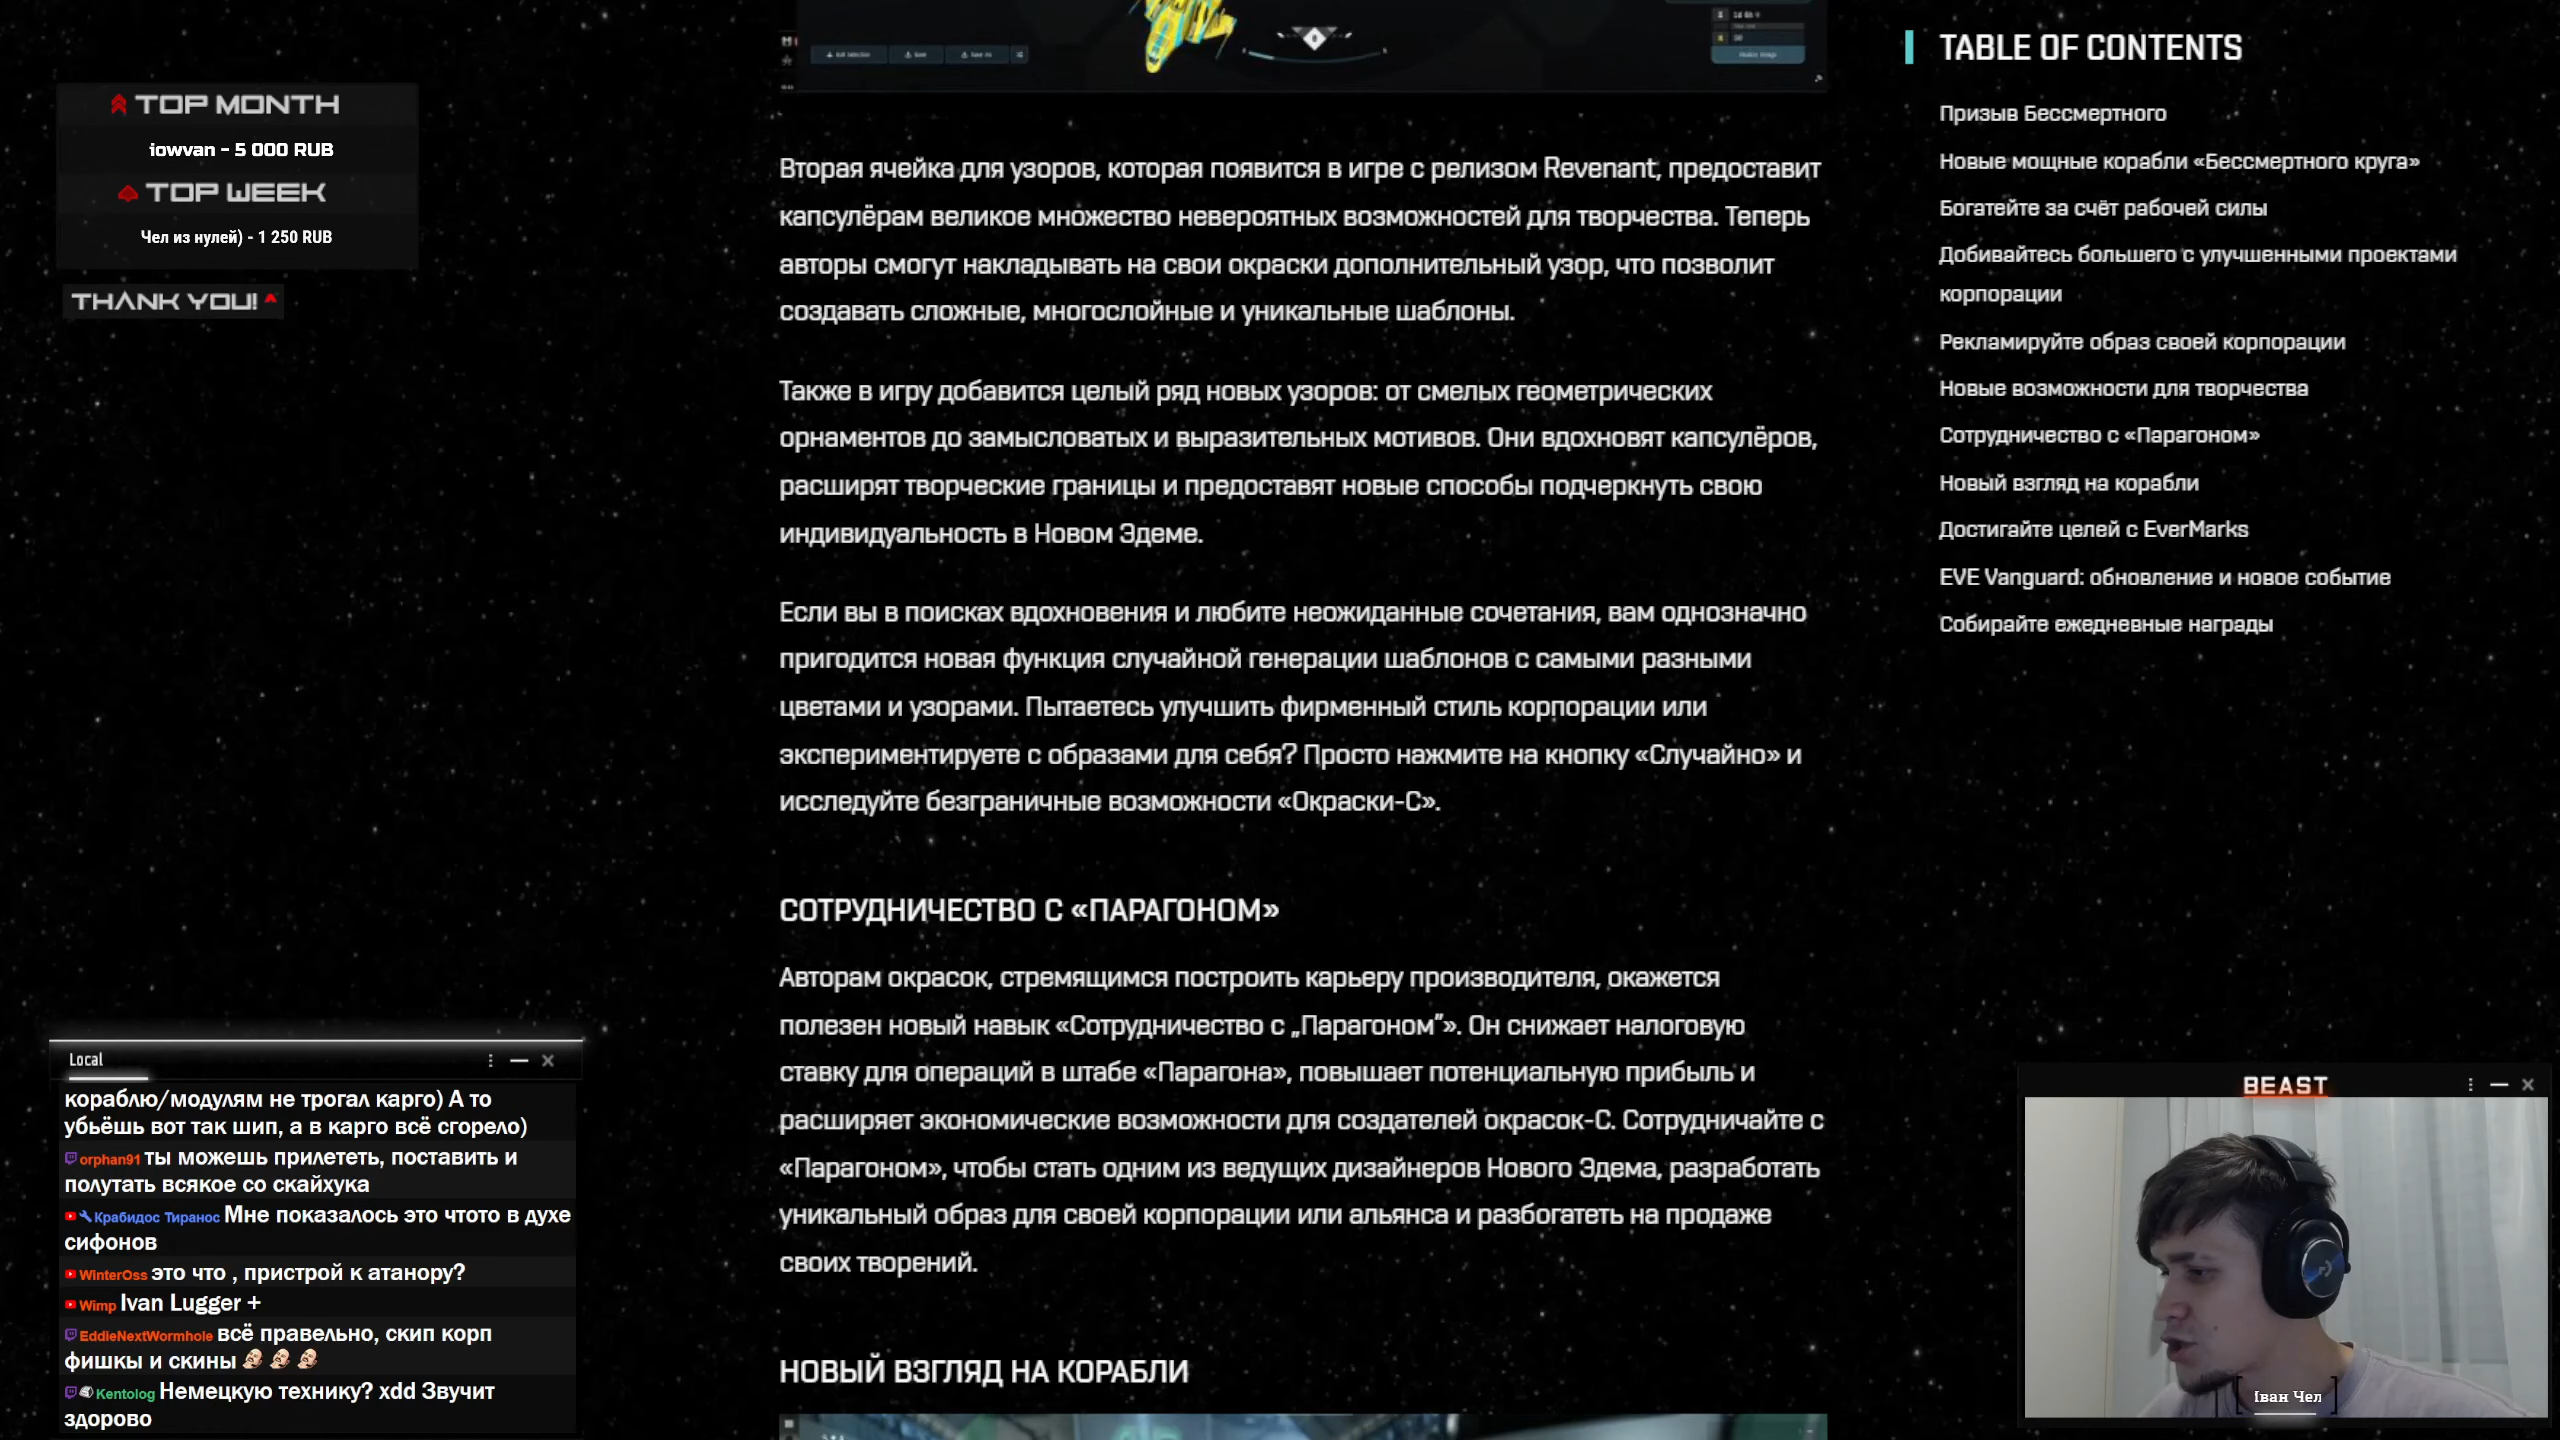 TOP MONTH
iowvan - 5 000 RUB
TOP WEEK
Чел из нулей) - 1 250 RUB
THANK YOU!
Вторая ячейка для узоров, которая появится в игре с релизом Revenant, предоставит
капсулёрам великое множество невероятных возможностей для творчества. Теперь
авторы смогут накладывать на свои окраски дополнительный узор, что позволит
создавать сложные, многослойные и уникальные шаблоны.
Также в игру добавится целый ряд новых узоров: от смелых геометрических
орнаментов до замысловатых и выразительных мотивов. Они вдохновят капсулёров,
расширят творческие границы и предоставят новые способы подчеркнуть свою
индивидуальность в Новом Эдеме.
Если вы в поисках вдохновения и любите неожиданные сочетания, вам однозначно
пригодится новая функция случайной генерации шаблонов с самыми разными
цветами и узорами. Пытаетесь улучшить фирменный стиль корпорации или
экспериментируете с образами для себя? Просто нажмите на кнопку «Случайно» и
исследуйте безграничные возможности «Окраски-С».
СОТРУДНИЧЕСТВО С «ПАРАГОНОМ»
Авторам окрасок, стремящимся построить карьеру производителя, окажется
полезен новый навык «Сотрудничество с „Парагоном"». Он снижает налоговую
ставку для операций в штабе «Парагона», повышает потенциальную прибыль и
расширяет экономические возможности для создателей окрасок-С. Сотрудничайте с
«Парагоном», чтобы стать одним из ведущих дизайнеров Нового Эдема, разработать
уникальный образ для своей корпорации или альянса и разбогатеть на продаже
своих творений.
НОВЫЙ ВЗГЛЯД НА КОРАБЛИ
TABLE OF CONTENTS
Призыв Бессмертного
Новые мощные корабли «Бессмертного круга»
Богатейте за счёт рабочей силы
Добивайтесь большего с улучшенными проектами
корпорации
Рекламируйте образ своей корпорации
Новые возможности для творчества
Сотрудничество с «Парагоном»
Новый взгляд на корабли
Достигайте целей с EverMarks
EVE Vanguard: обновление и новое событие
Собирайте ежедневные награды
Local
кораблю/модулям не трогал карго) А то
убьёшь вот так шип, а в карго всё сгорело)
orphan91 ты можешь прилететь, поставить и
полутать всякое со скайхука
Крабидос Тиранос Мне показалось это чтото в духе
сифонов
WinterOss это что , пристрой к атанору?
Wimp Ivan Lugger +
EddieNextWormhole всё правельно, скип корп
фишкы и скины
Kentolog Немецкую технику? xdd Звучит
здорово
BEAST
Іван Чел